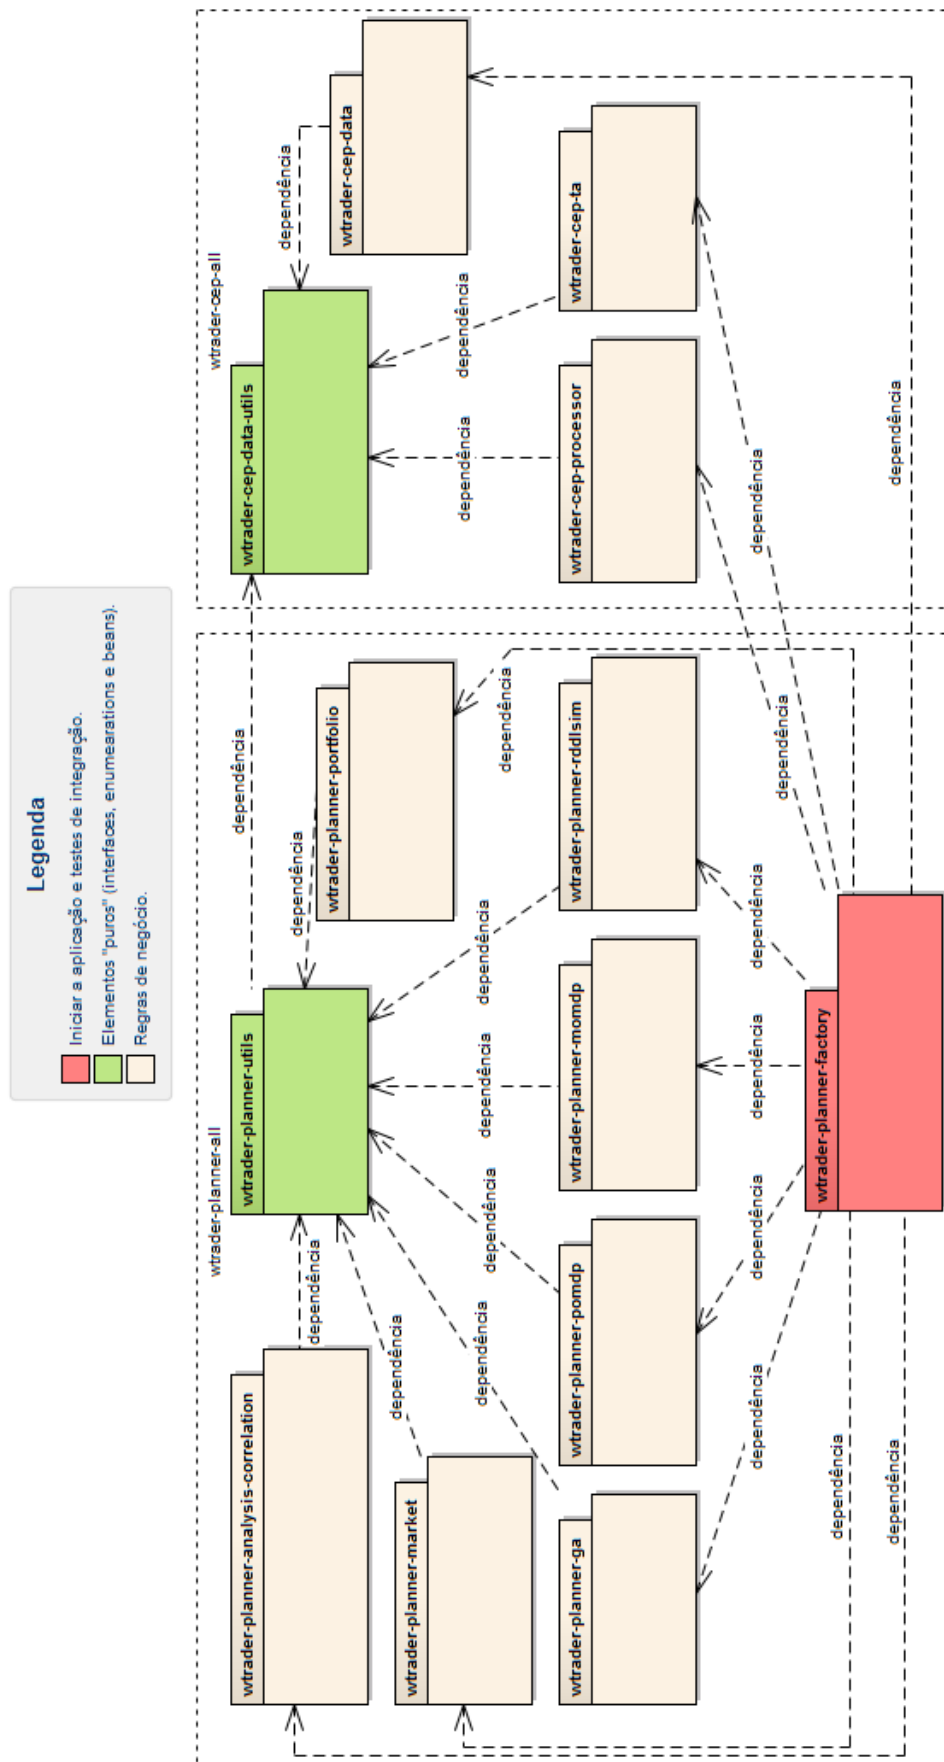 Legenda
Iniciar a aplicação e testes de integração.
Elementos "puros" (interfaces, enumearations e beans).
Regras de negócio.
wtrader-planner-all
wtrader-cep-all
wtrader-planner-analysis-correlation
dependência
wtrader-planner-utils
dependência
wtrader-cep-data-utils
dependência
wtrader-cep-data
dependência
wtrader-planner-portfolio
wtrader-planner-market
dependência
dependência
dependência
dependência
dependência
dependência
dependência
dependência
wtrader-planner-ga
wtrader-planner-pomdp
wtrader-planner-momdp
wtrader-planner-rddlsim
wtrader-cep-processor
wtrader-cep-ta
dependência
dependência
dependência
dependência
dependência
dependência
wtrader-planner-factory
dependência
dependência
dependência
dependência